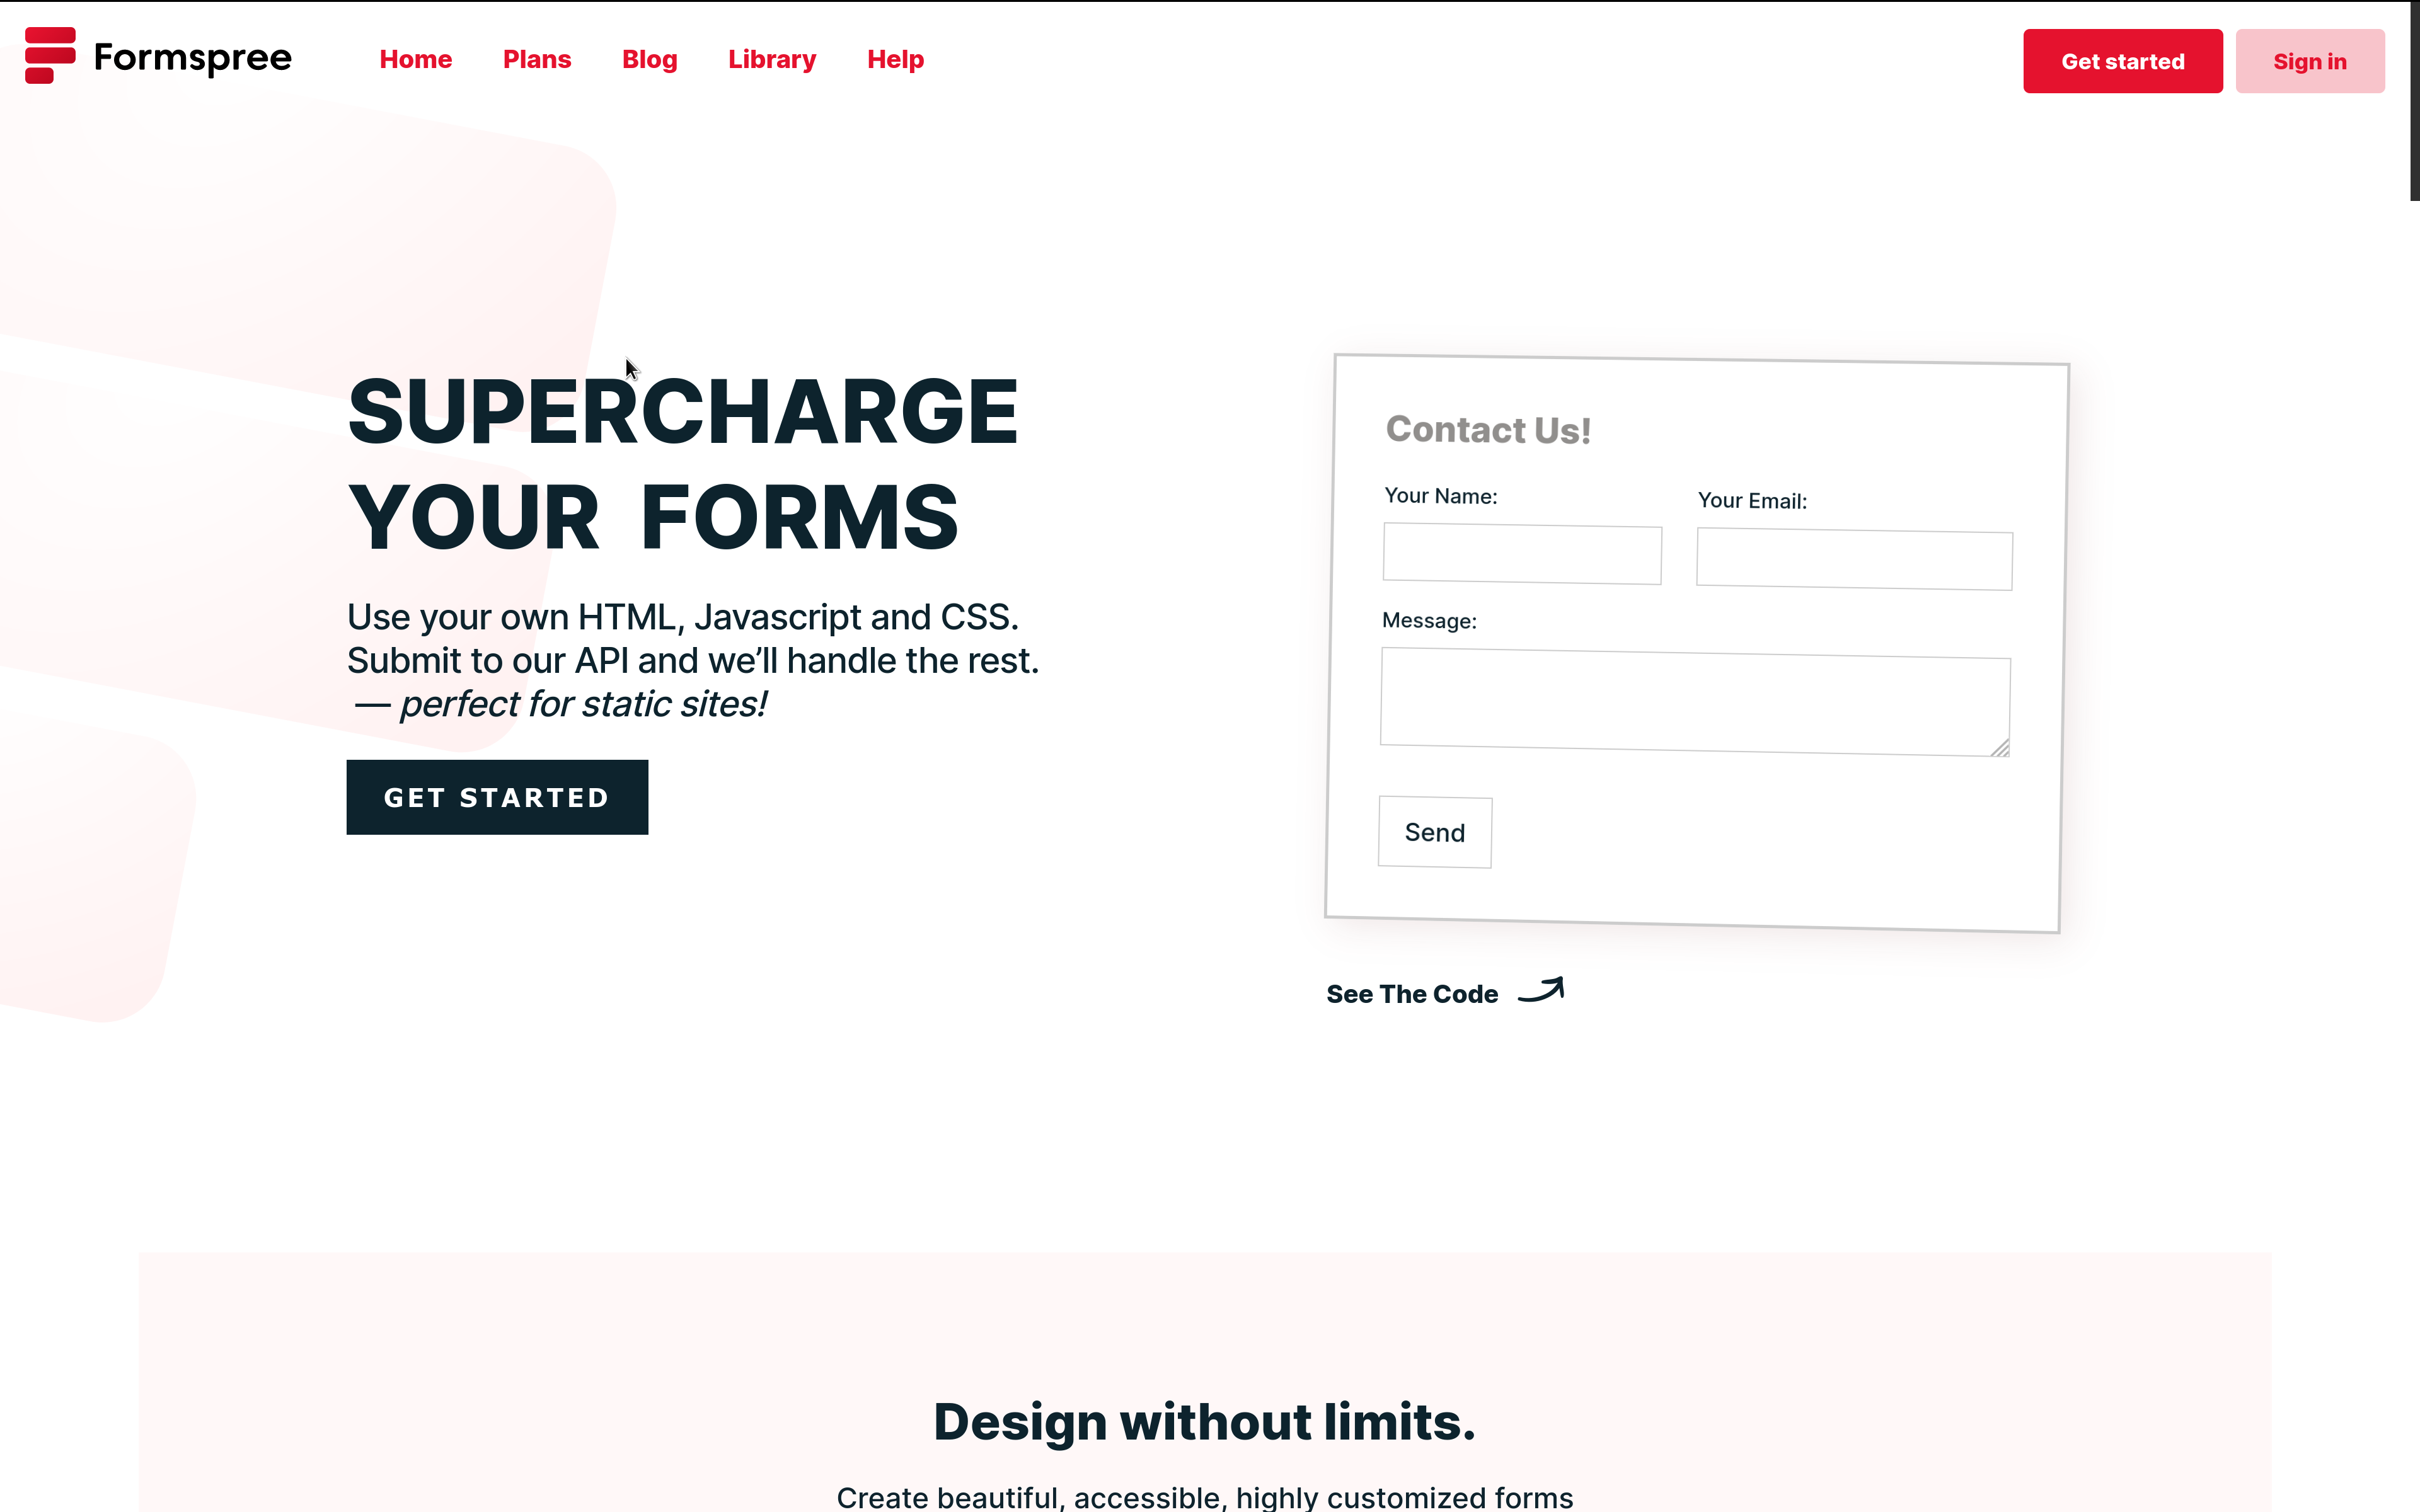 Formspree
Home
Plans
Blog
Library
Help
Get started
Sign in
SUPERCHARGE
YOUR FORMS
Use your own HTML, Javascript and CSS.
Submit to our API and we’ll handle the rest.
— perfect for static sites!
GET STARTED
Contact Us!
Your Name:
Your Email:
Message:
Send
See The Code
Design without limits.
Create beautiful, accessible, highly customized forms